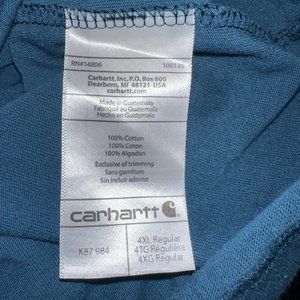 RN#14806 100136
Carhartt, Inc. P.O. Box 600
Dearborn, MI 48121 USA
carhartt.com
Made in Guatemala
Fabriqué au Guatemala
Hecho en Guatemala
100% Cotton
100% Cotton
100% Algodón
Exclusive of trimming
Sans garniture
Sin incluir adorno
carhartt
K87 984
4XL Regular
4TG Régulière
4XG Regular